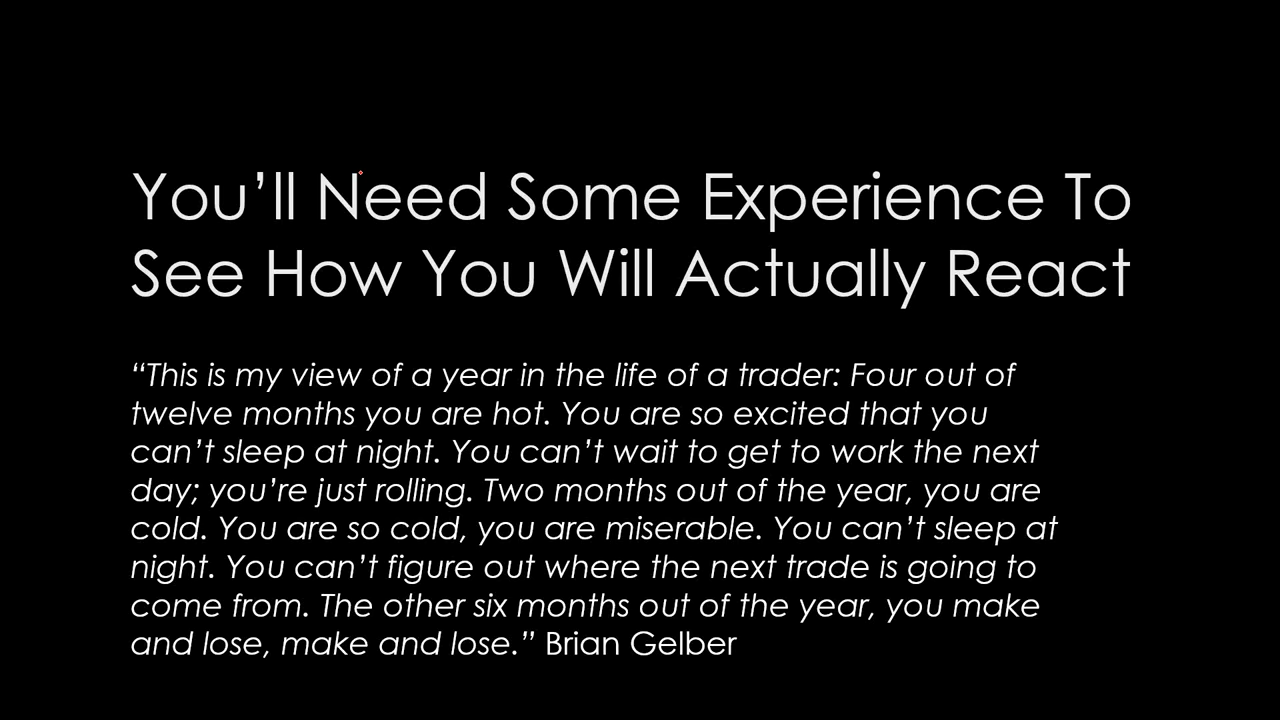 You’ll Need Some Experience To
See How You Will Actually React
“This is my view of a year in the life of a trader: Four out of
twelve months you are hot. You are so excited that you
can’t sleep at night. You can’t wait to get to work the next
day; you’re just rolling. Two months out of the year, you are
cold. You are so cold, you are miserable. You can’t sleep at
night. You can’t figure out where the next trade is going to
come from. The other six months out of the year, you make
and lose, make and lose.” Brian Gelber